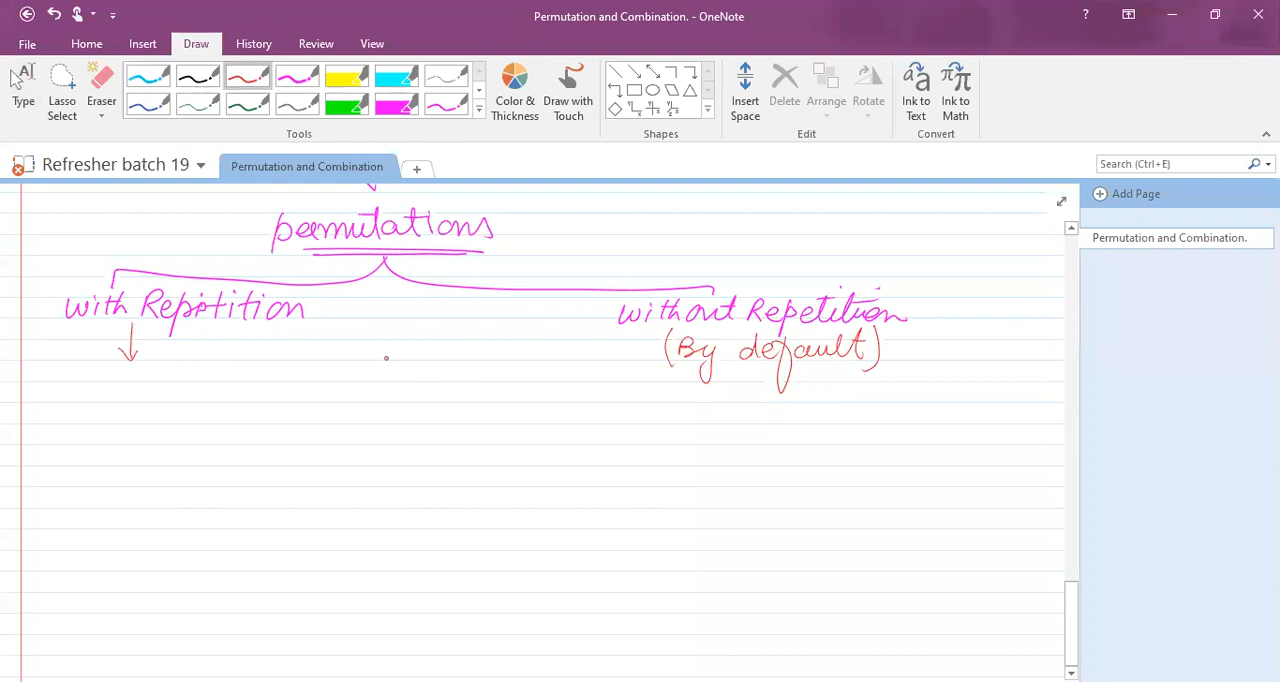 Permutation and Combination. - OneNote
?
File Home Insert Draw History Review View
Type
Lasso
Select
Eraser
Color &
Thickness
Draw with
Touch
Insert
Space
Delete
Arrange
Rotate
Ink to
Text
Ink to
Math
Tools
Shapes
Edit
Convert
Refresher batch 19
Permutation and Combination
+
Search (Ctrl+E)
Add Page
Permutation and Combination.
permutations
with Repitition
without Repetition
(By default)